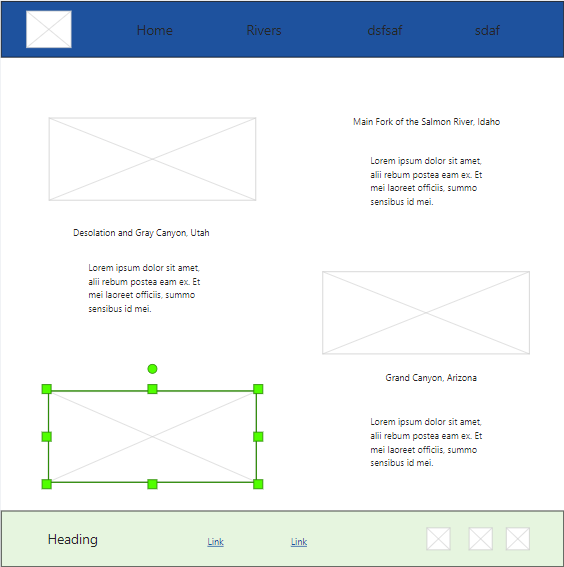 Home
Rivers
dsfsaf
sdaf
Main Fork of the Salmon River, Idaho
Lorem ipsum dolor sit amet,
alii rebum postea eam ex. Et
mei laoreet officiis, summo
sensibus id mei.
Desolation and Gray Canyon, Utah
Lorem ipsum dolor sit amet,
alii rebum postea eam ex. Et
mei laoreet officiis, summo
sensibus id mei.
Grand Canyon, Arizona
Lorem ipsum dolor sit amet,
alii rebum postea eam ex. Et
mei laoreet officiis, summo
sensibus id mei.
Heading
Link
Link